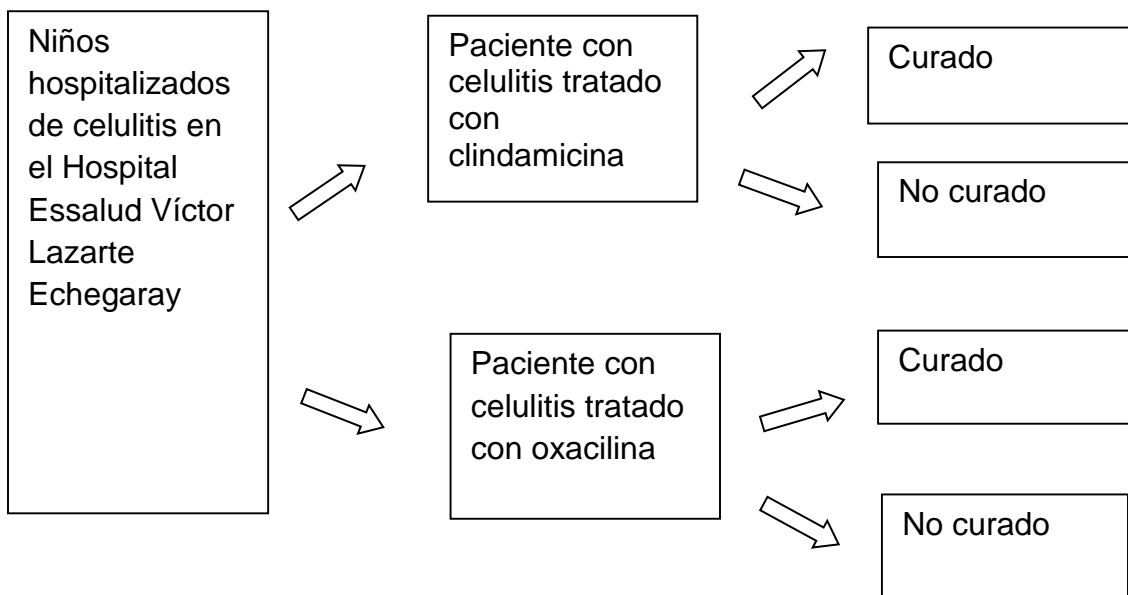 Niños
hospitalizados
de celulitis en
el Hospital
Essalud Víctor
Lazarte
Echegaray
Paciente con
celulitis tratado
con
clindamicina
Curado
No curado
Paciente con
celulitis tratado
con oxacilina
Curado
No curado